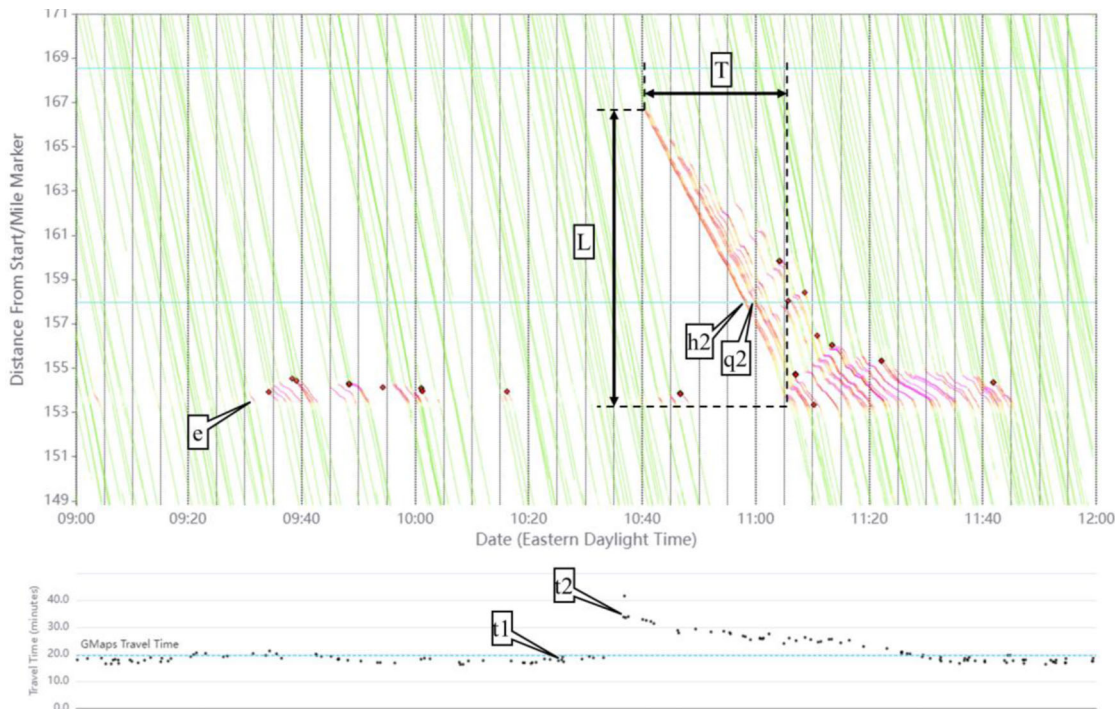 171
169
167
165
163
161
159
157
155
153
151
149
Distance From Start/Mile Marker
T
L
h2
q2
e
09:00 09:20 09:40 10:00 10:20 10:40 11:00 11:20 11:40 12:00
Date (Eastern Daylight Time)
Travel Time (minutes)
40.0
30.0
20.0
10.0
0.0
t2
t1
GMaps Travel Time